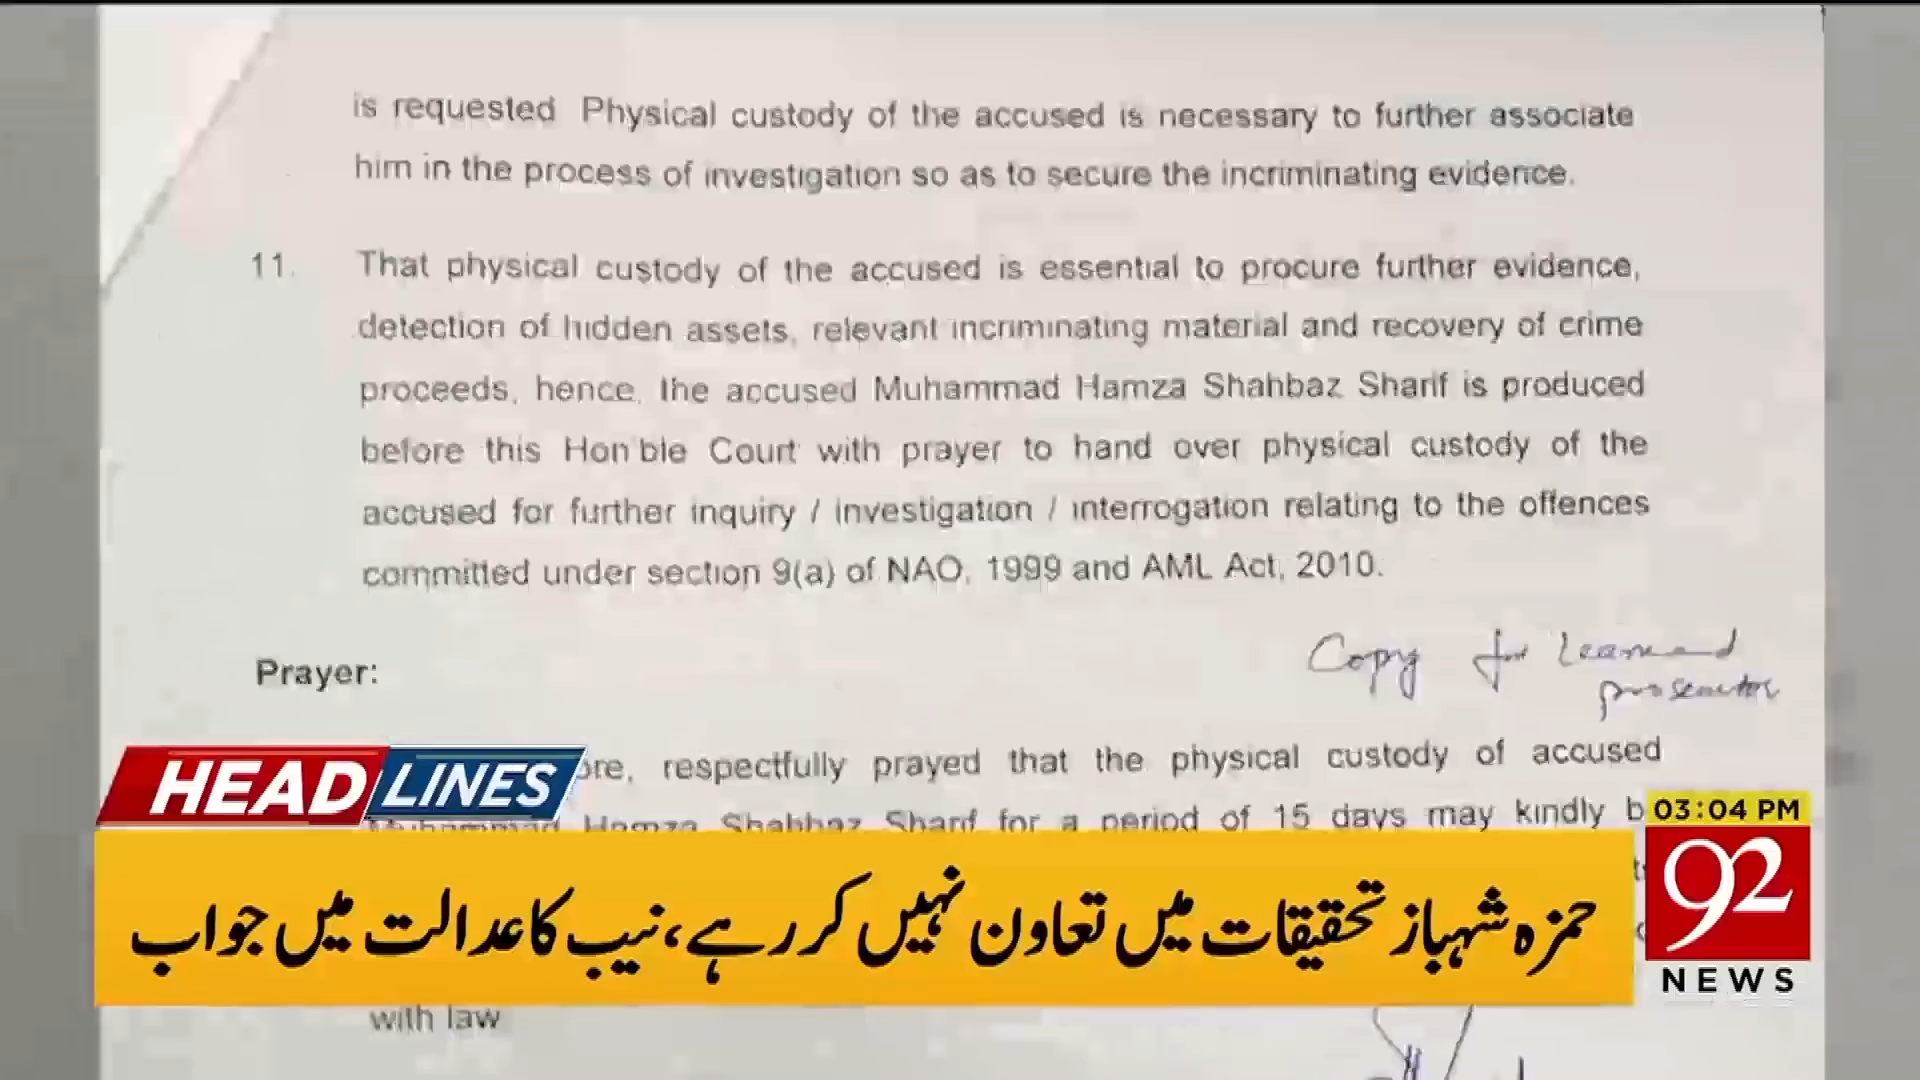 is requested Physical custody of the accused is necessary to further associate
him in the process of investigation so as to secure the incriminating evidence.
11. That physical custody of the accused is essential to procure further evidence,
detection of hidden assets, relevant incriminating material and recovery of crime
proceeds, hence, the accused Muhammad Hamza Shahbaz Sharif is produced
before this Hon'ble Court with prayer to hand over physical custody of the
accused for further inquiry / investigation / interrogation relating to the offences
committed under section 9(a) of NAO, 1999 and AML Act, 2010.
Copy for Learned
prosecutor
Prayer:
ore, respectfully prayed that the physical custody of accused
Muhammad Hamza Shahbaz Sharif for a period of 15 days may kindly b
HEADLINES
03:04 PM
حمزہ شہباز تحقیقات میں تعاون نہیں کر رہے، نیب کا عدالت میں جواب
92
NEWS
with law